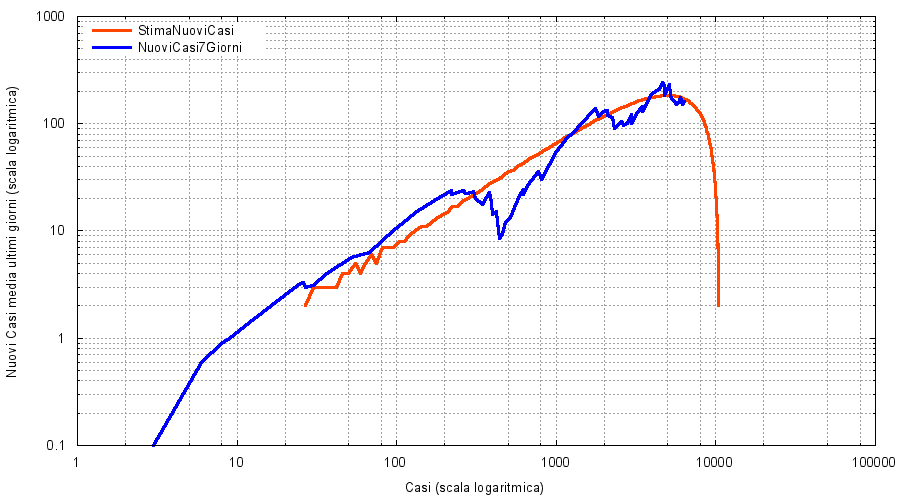 1000
100
10
1
0.1
StimaNuoviCasi
NuoviCasi7Giorni
Nuovi Casi media ultimi giorni (scala logaritmica)
1 10 100 1000 10000 100000
Casi (scala logaritmica)